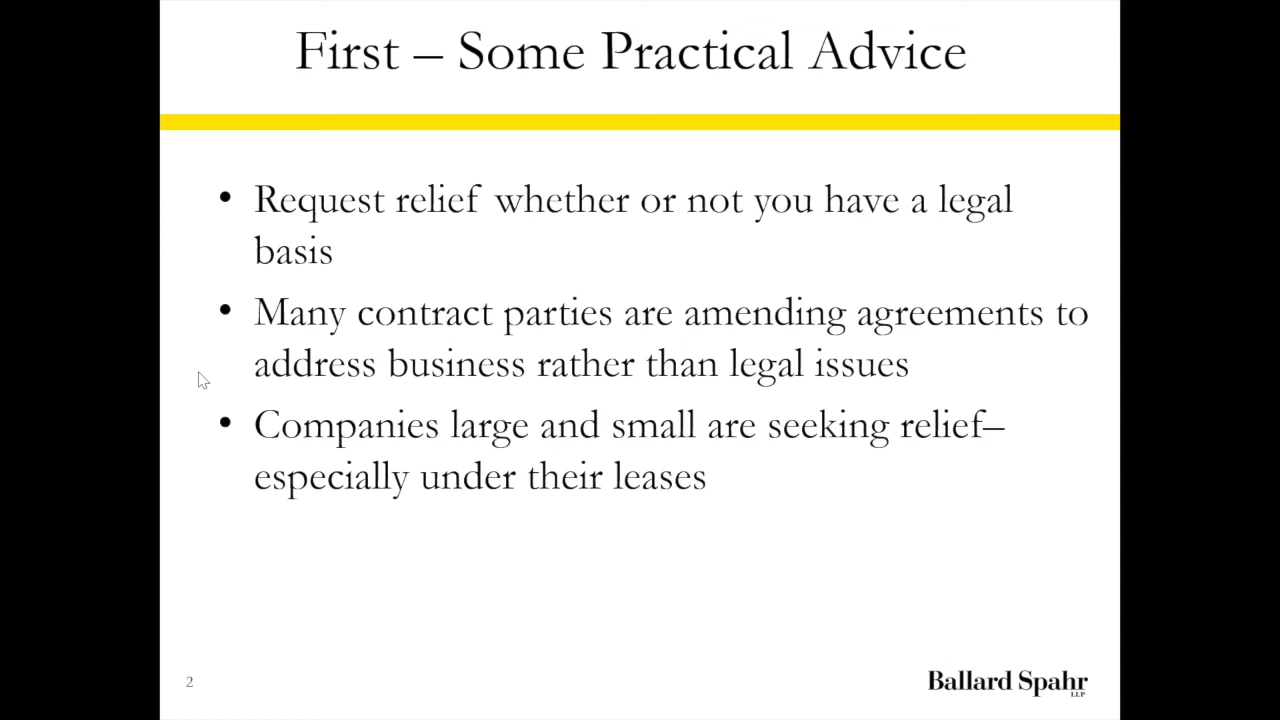 First – Some Practical Advice
• Request relief whether or not you have a legal
basis
• Many contract parties are amending agreements to
address business rather than legal issues
• Companies large and small are seeking relief–
especially under their leases
2
Ballard Spahr
LLP